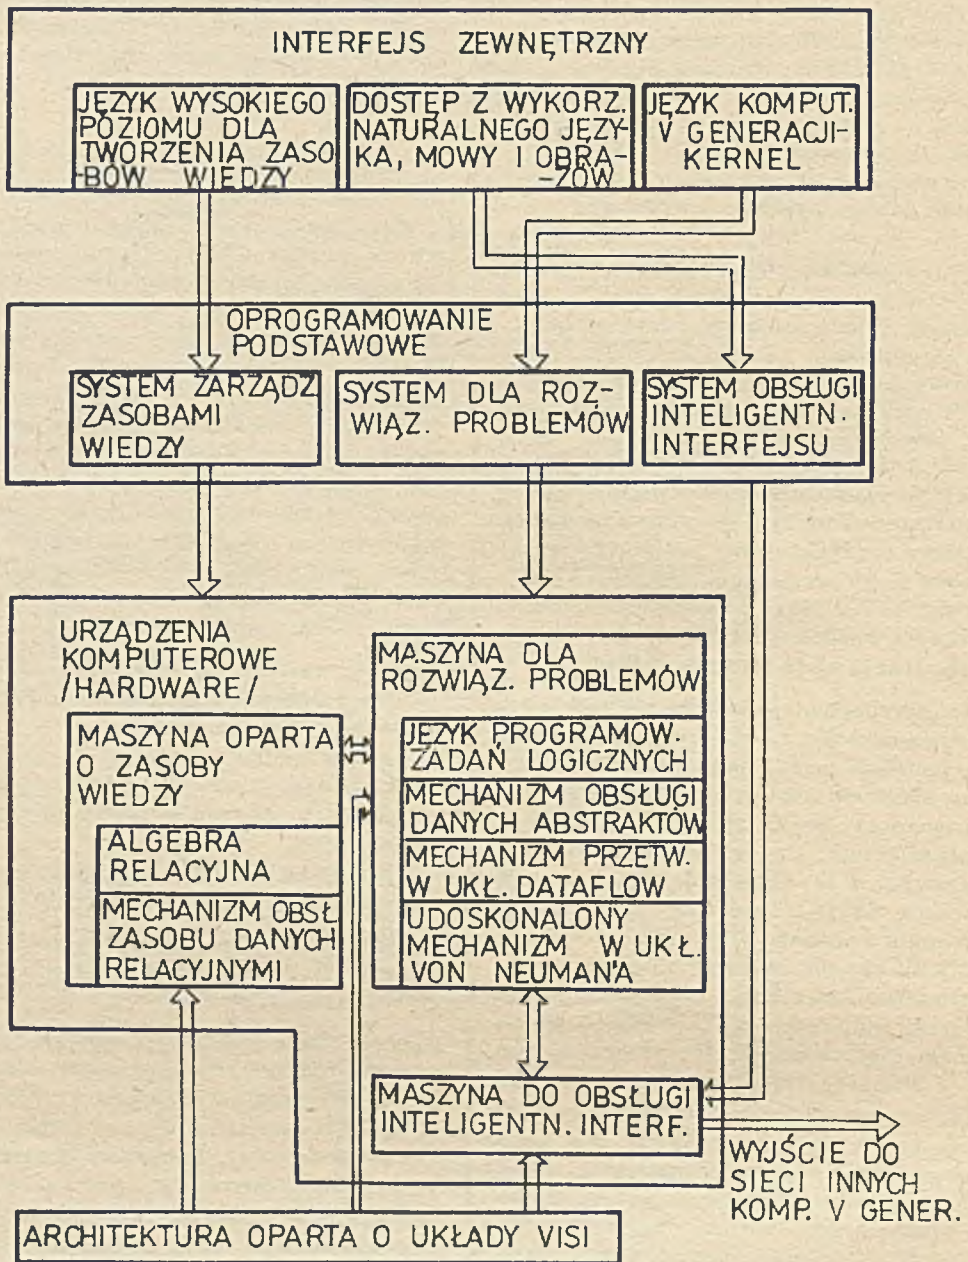 INTERFEJS ZEWNĘTRZNY
JĘZYK WYSOKIEGO
POZIOMU DLA
TWORZENIA ZASO
-BÓW WIEDZY
DOSTĘP Z WYKORZ.
NATURALNEGO JĘZY-
KA, MOWY I OBRA-
-ZÓW
JĘZYK KOMPUT.
V GENERACJI-
KERNEL
OPROGRAMOWANIE
PODSTAWOWE
SYSTEM ZARZĄDZ.
ZASOBAMI
WIEDZY
SYSTEM DLA ROZ-
WIĄZ. PROBLEMÓW
SYSTEM OBSŁUGI
INTELIGENTN.
INTERFEJSU
URZĄDZENIA
KOMPUTEROWE
/HARDWARE/
MASZYNA OPARTA
O ZASOBY
WIEDZY
ALGEBRA
RELACYJNA
MECHANIZM OBSŁ.
ZASOBU DANYCH
RELACYJNYMI
MASZYNA DLA
ROZWIĄZ. PROBLEMÓW
JĘZYK PROGRAMOW.
ZADAŃ LOGICZNYCH
MECHANIZM OBSŁUGI
DANYCH ABSTRAKTÓW
MECHANIZM PRZETW.
W UKŁ. DATAFLOW
UDOSKONALONY
MECHANIZM W UKŁ.
VON NEUMAN'A
MASZYNA DO OBSŁUGI
INTELIGENTN. INTERF.
WYJŚCIE DO
SIECI INNYCH
KOMP. V GENER.
ARCHITEKTURA OPARTA O UKŁADY VISI